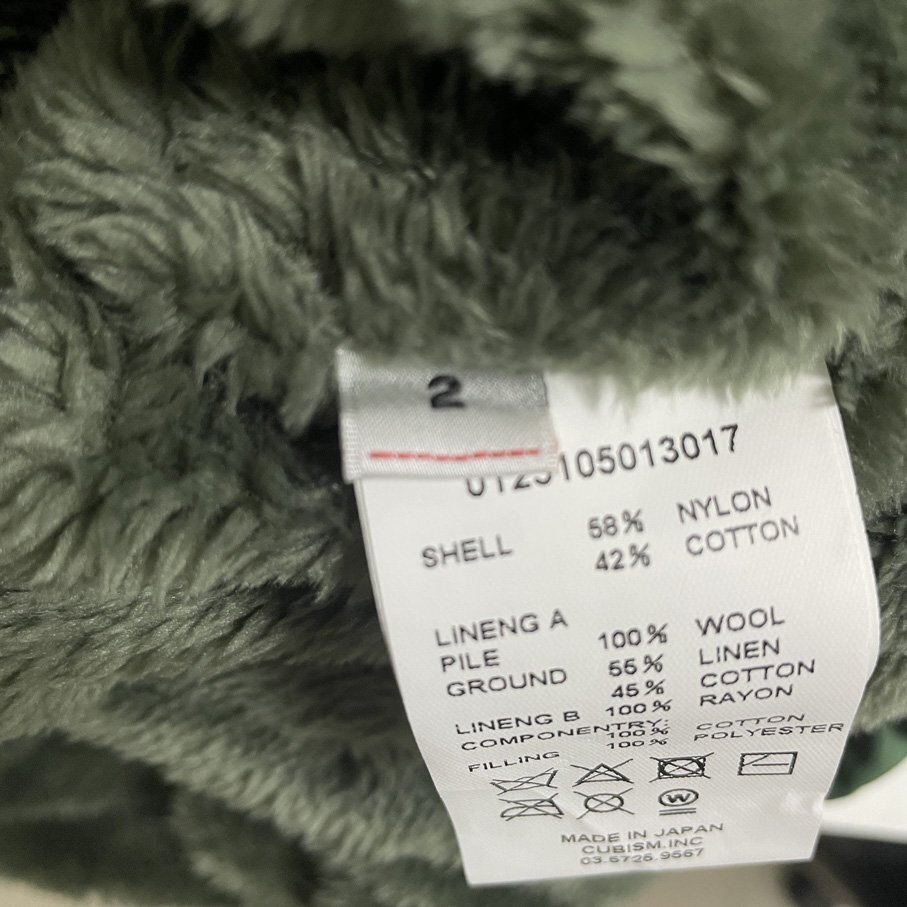 2
0125105013017
SHELL 58% NYLON
42% COTTON
LINENG A
PILE 100% WOOL
GROUND 55% LINEN
45% COTTON
LINENG B 100% RAYON
COMPONENTRY: 100% COTTON
FILLING 100% POLYESTER
W
MADE IN JAPAN
CUBISM.INC
03.5725.9567